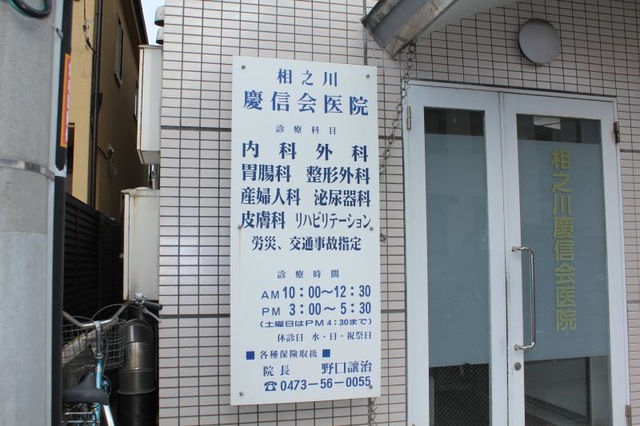 相之川
慶信会医院
診療科目
内科 外科
胃腸科 整形外科
産婦人科 泌尿器科
皮膚科 リハビリテーション
労災、交通事故指定
診療時間
AM 10:00〜12:30
PM 3:00〜5:30
(土曜日はPM4:30まで)
休診日 水・日・祝祭日
■各種保険取扱■
院長 野口讓治
☎0473-56-0055
相之川慶信会医院